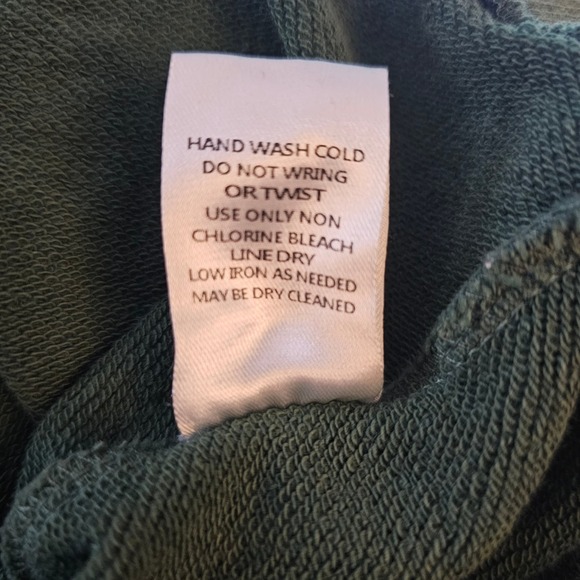 HAND WASH COLD
DO NOT WRING
OR TWIST
USE ONLY NON
CHLORINE BLEACH
LINE DRY
LOW IRON AS NEEDED
MAY BE DRY CLEANED